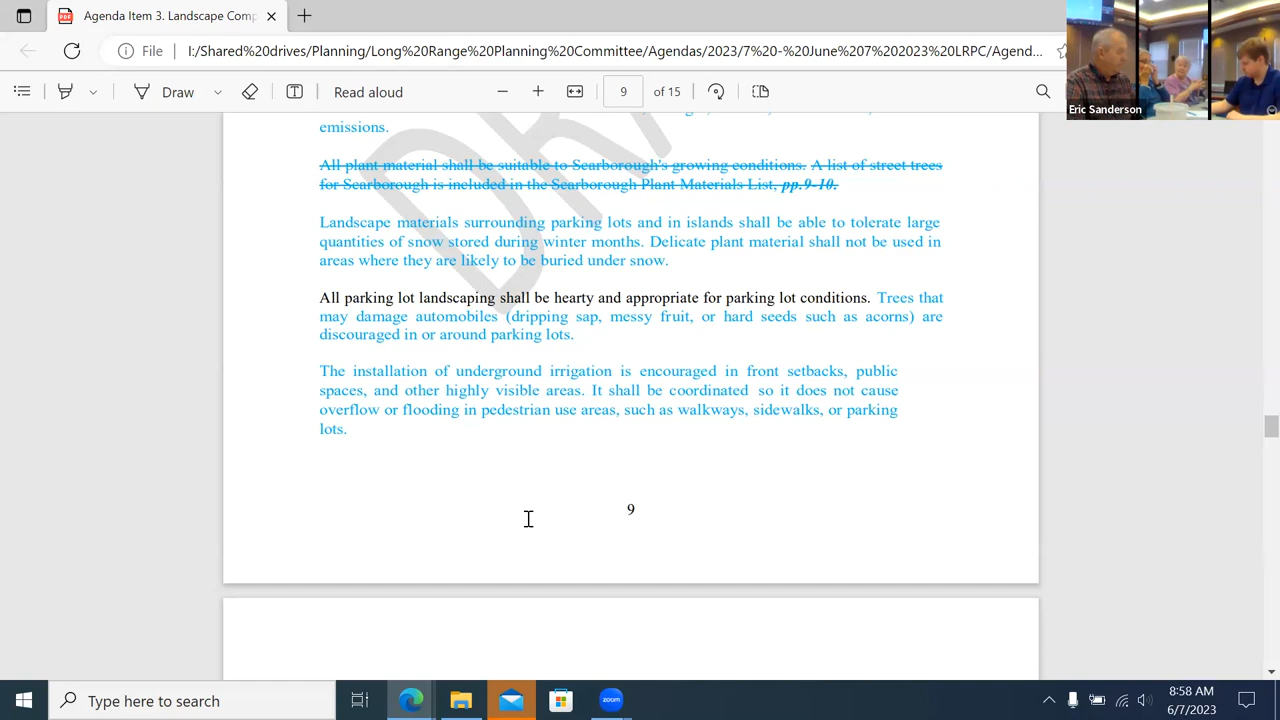 Agenda Item 3. Landscape Comp
File
I:/Shared%20drives/Planning/Long%20Range%20Planning%20Committee/Agendas/2023/7%20-%20June%207%202023%20LRPC/Agend...
Draw
Read aloud
9
of 15
Eric Sanderson
emissions.
All plant material shall be suitable to Scarborough's growing conditions. A list of street trees
for Scarborough is included in the Scarborough Plant Materials List, pp.9-10.
Landscape materials surrounding parking lots and in islands shall be able to tolerate large
quantities of snow stored during winter months. Delicate plant material shall not be used in
areas where they are likely to be buried under snow.
All parking lot landscaping shall be hearty and appropriate for parking lot conditions. Trees that
may damage automobiles (dripping sap, messy fruit, or hard seeds such as acorns) are
discouraged in or around parking lots.
The installation of underground irrigation is encouraged in front setbacks, public
spaces, and other highly visible areas. It shall be coordinated so it does not cause
overflow or flooding in pedestrian use areas, such as walkways, sidewalks, or parking
lots.
9
Type here to search
zoom
8:58 AM
6/7/2023